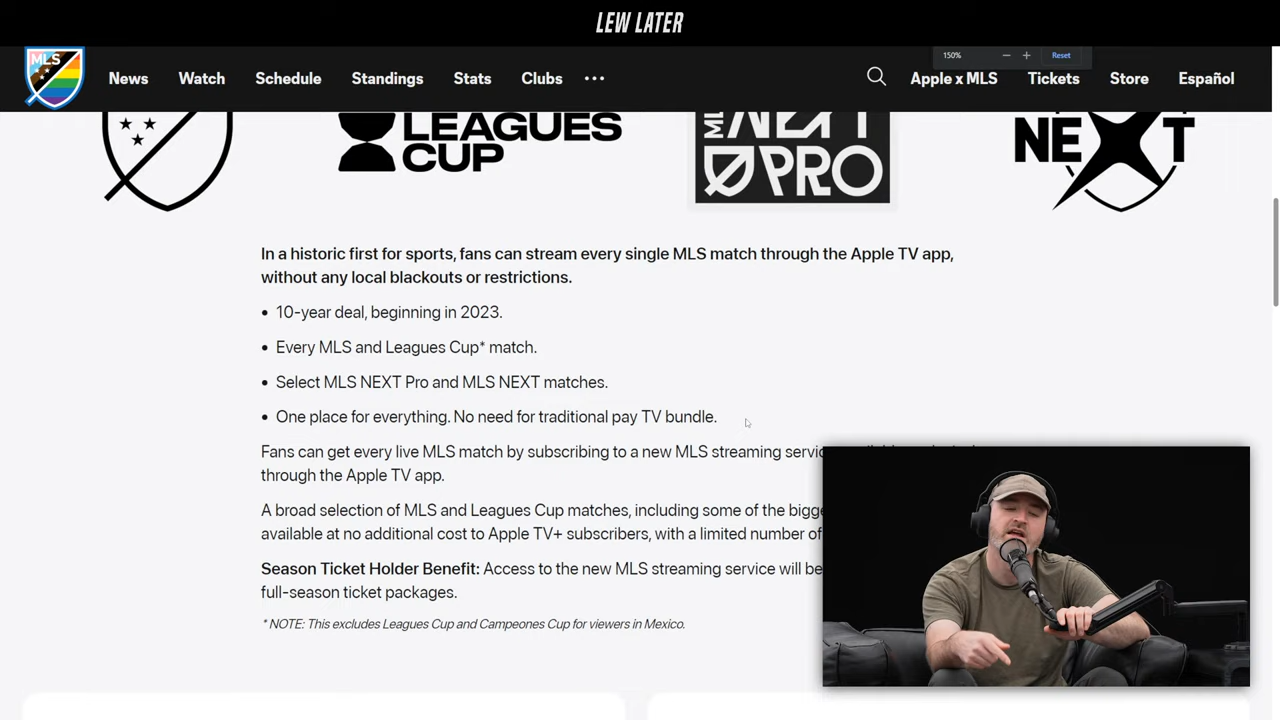 LEW LATER
150%
Reset
MLS
News
Watch
Schedule
Standings
Stats
Clubs
Apple x MLS
Tickets
Store
Español
LEAGUES
CUP
NEXT
PRO
NEXT
In a historic first for sports, fans can stream every single MLS match through the Apple TV app,
without any local blackouts or restrictions.
• 10-year deal, beginning in 2023.
• Every MLS and Leagues Cup* match.
• Select MLS NEXT Pro and MLS NEXT matches.
• One place for everything. No need for traditional pay TV bundle.
Fans can get every live MLS match by subscribing to a new MLS streaming
through the Apple TV app.
A broad selection of MLS and Leagues Cup matches, including some of the
available at no additional cost to Apple TV+ subscribers, with a limited number of
Season Ticket Holder Benefit: Access to the new MLS streaming service will be
full-season ticket packages.
* NOTE: This excludes Leagues Cup and Campeones Cup for viewers in Mexico.